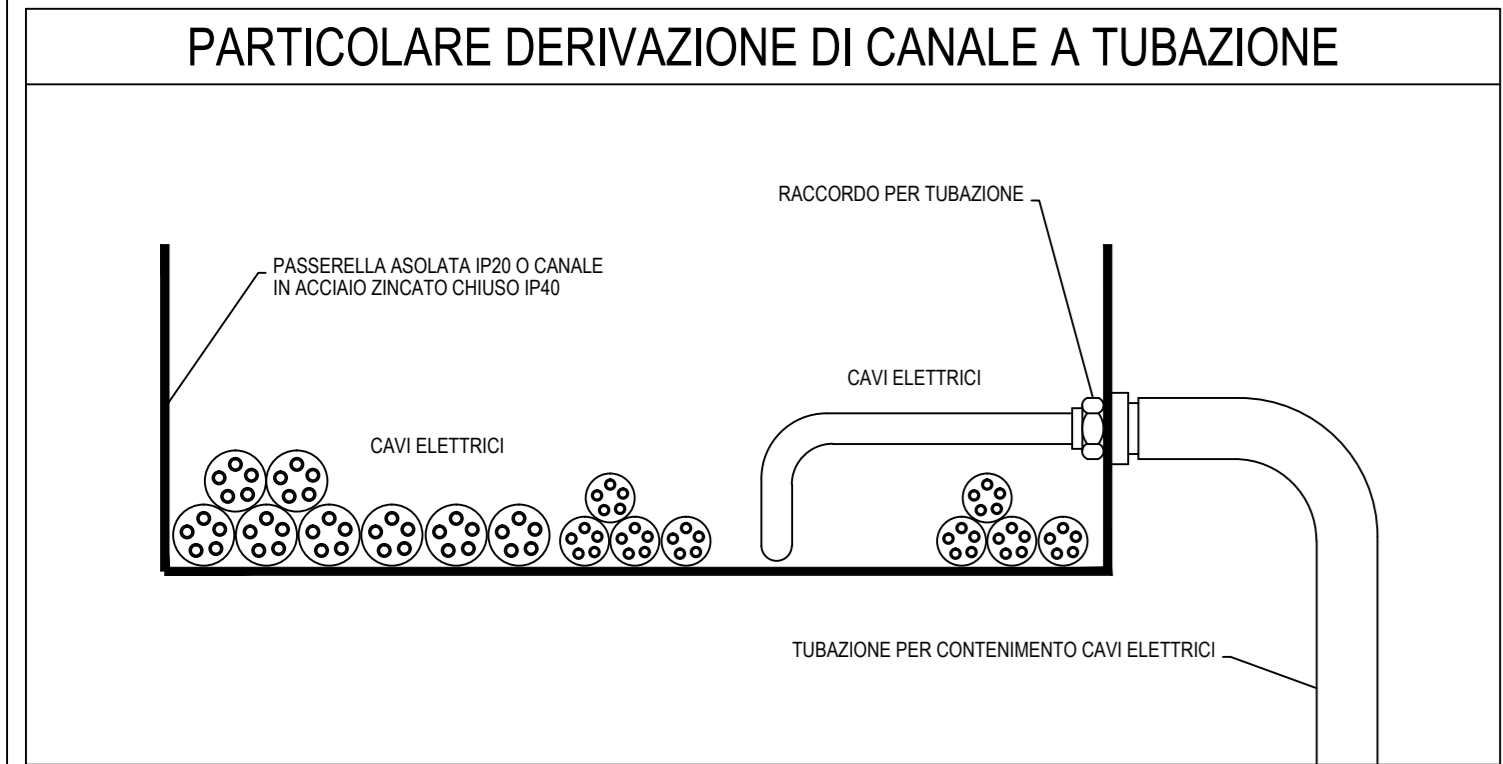 PARTICOLARE DERIVAZIONE DI CANALE A TUBAZIONE
RACCORDO PER TUBAZIONE
PASSERELLA ASOLATA IP20 O CANALE
IN ACCIAIO ZINCATO CHIUSO IP40
CAVI ELETTRICI
CAVI ELETTRICI
TUBAZIONE PER CONTENIMENTO CAVI ELETTRICI